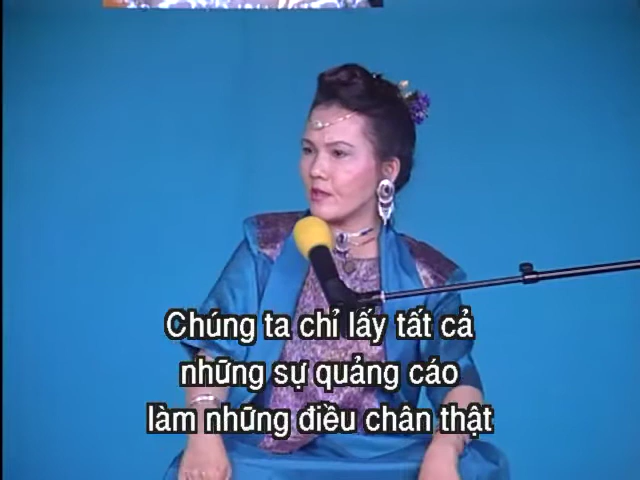 Chúng ta chỉ lấy tất cả
những sự quảng cáo
làm những điều chân thật